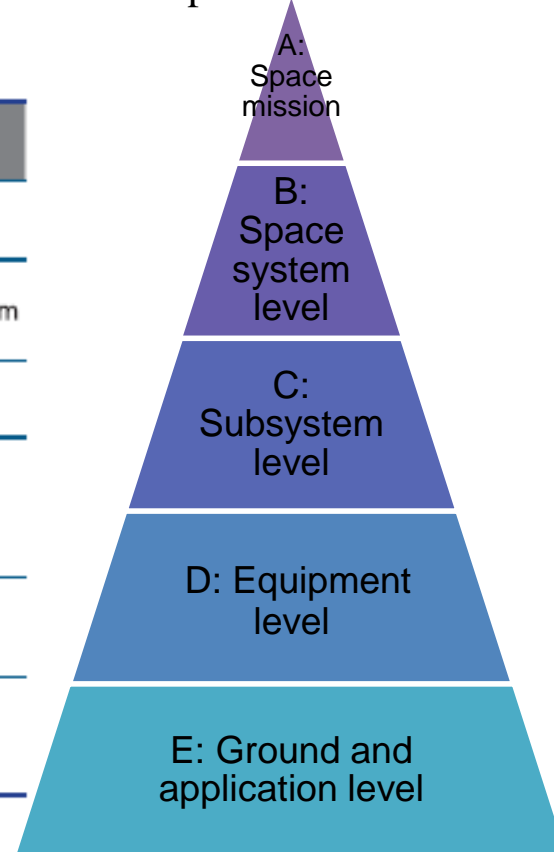 A:
Space
mission
B:
Space
system
level
m
C:
Subsystem
level
D: Equipment
level
E: Ground and
application level